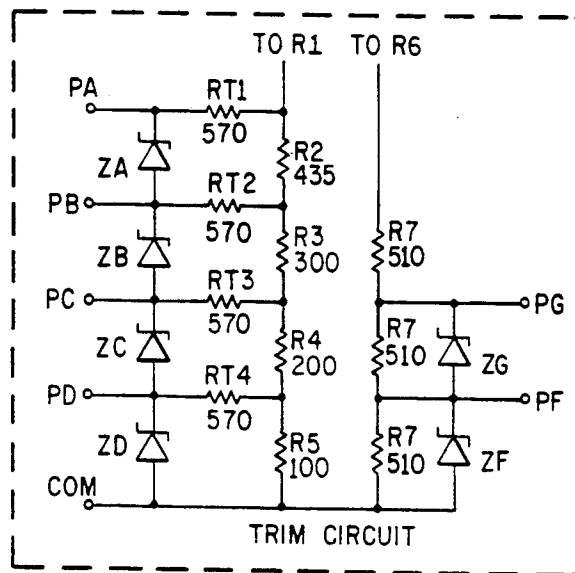 TO R1 TO R6
PA
RT1
570
ZA
R2
435
PB
RT2
570
ZB
R3
300
R7
510
PC
RT3
570
PG
ZC
R4
200
R7
510
ZG
PD
RT4
570
PF
ZD
R5
100
R7
510
ZF
COM
TRIM CIRCUIT